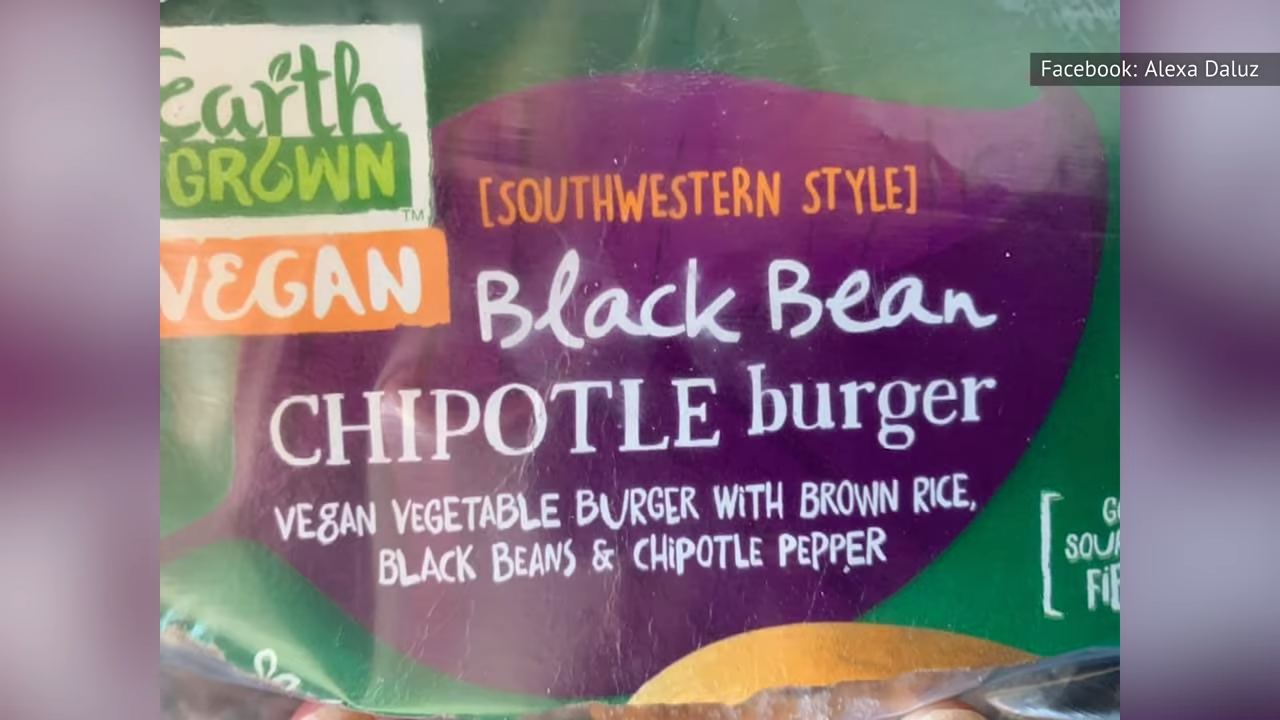 Facebook: Alexa Daluz
earth
GROWN
TM
VEGAN
[SOUTHWESTERN STYLE]
Black Bean
CHIPOTLE burger
VEGAN VEGETABLE BURGER WITH BROWN RICE,
BLACK BEANS & CHIPOTLE PEPPER